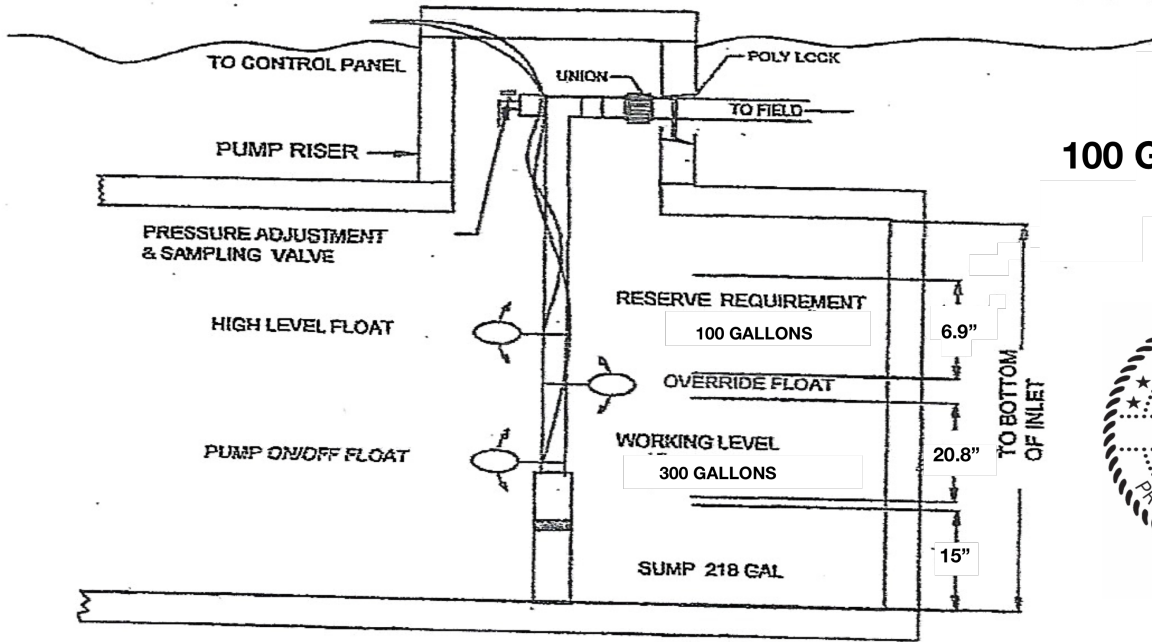 TO CONTROL PANEL
POLY LOCK
UNION
TO FIELD
PUMP RISER
100 G
PRESSURE ADJUSTMENT
& SAMPLING VALVE
RESERVE REQUIREMENT
HIGH LEVEL FLOAT
100 GALLONS
6.9”
OVERRIDE FLOAT
TO BOTTOM
OF INLET
WORKING LEVEL
PUMP ON/OFF FLOAT
20.8”
300 GALLONS
15”
SUMP 218 GAL